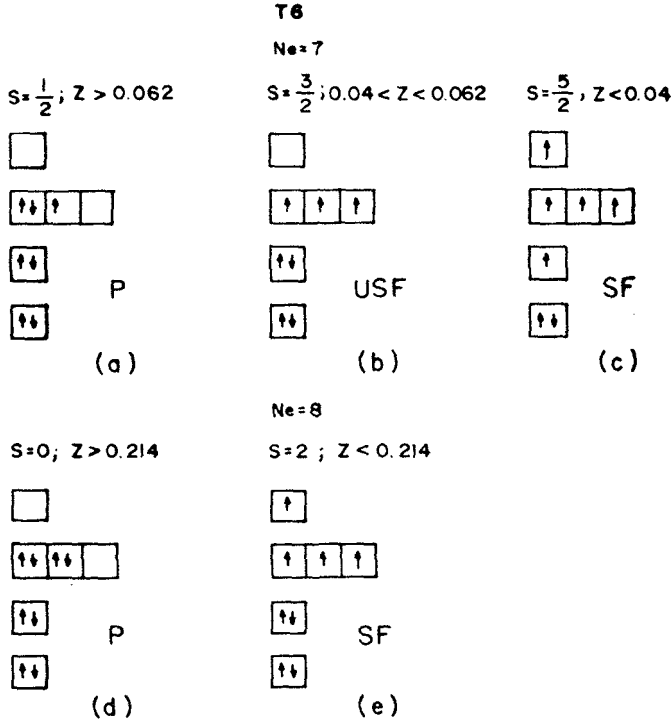 T6
Ne=7
S=1/2; Z > 0.062
S=3/2; 0.04 < Z < 0.062
S=5/2, Z < 0.04
P
USF
SF
(a)
(b)
(c)
Ne=8
S=0; Z > 0.214
S=2 ; Z < 0.214
P
SF
(d)
(e)